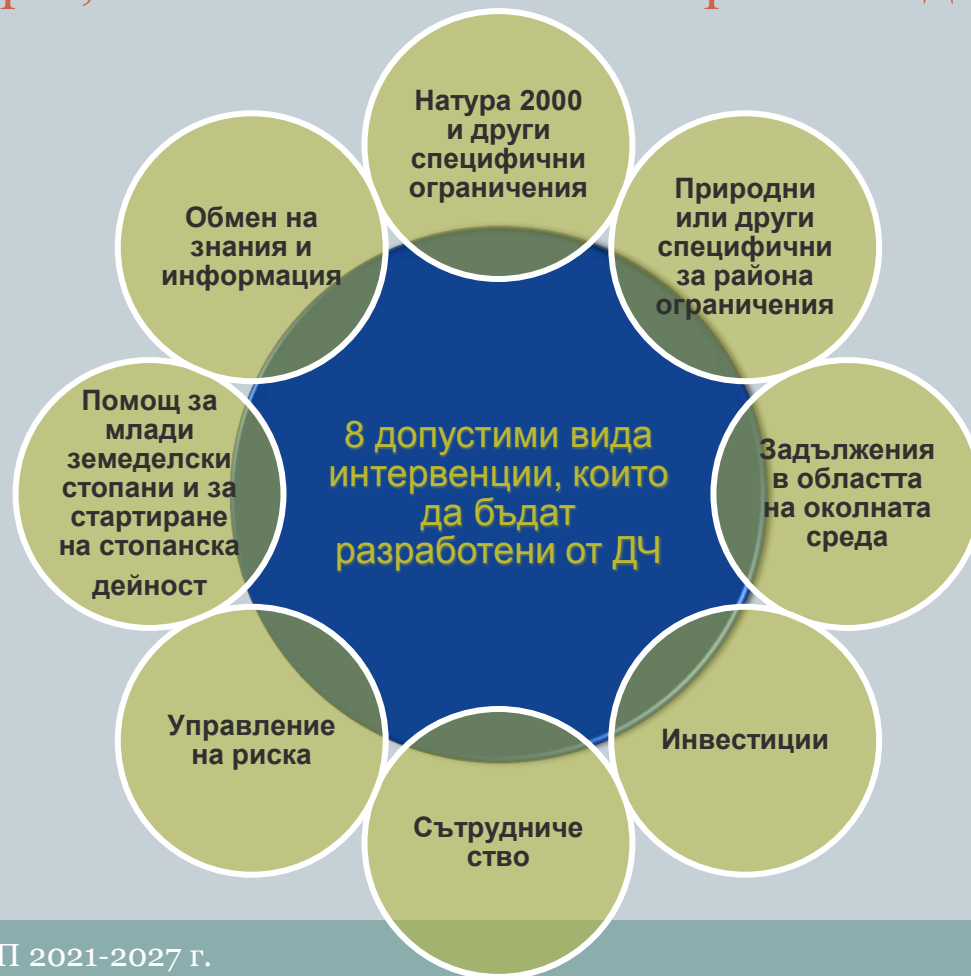 Натура 2000
и други
специфични
ограничения
Природни
или други
специфични
за района
ограничения
Задължения
в областта
на околната
среда
Инвестиции
Сътрудниче
ство
Управление
на риска
Помощ за
млади
земеделски
стопани и за
стартиране
на стопанска
дейност
Обмен на
знания и
информация
8 допустими вида
интервенции, които
да бъдат
разработени от ДЧ
П 2021-2027 г.